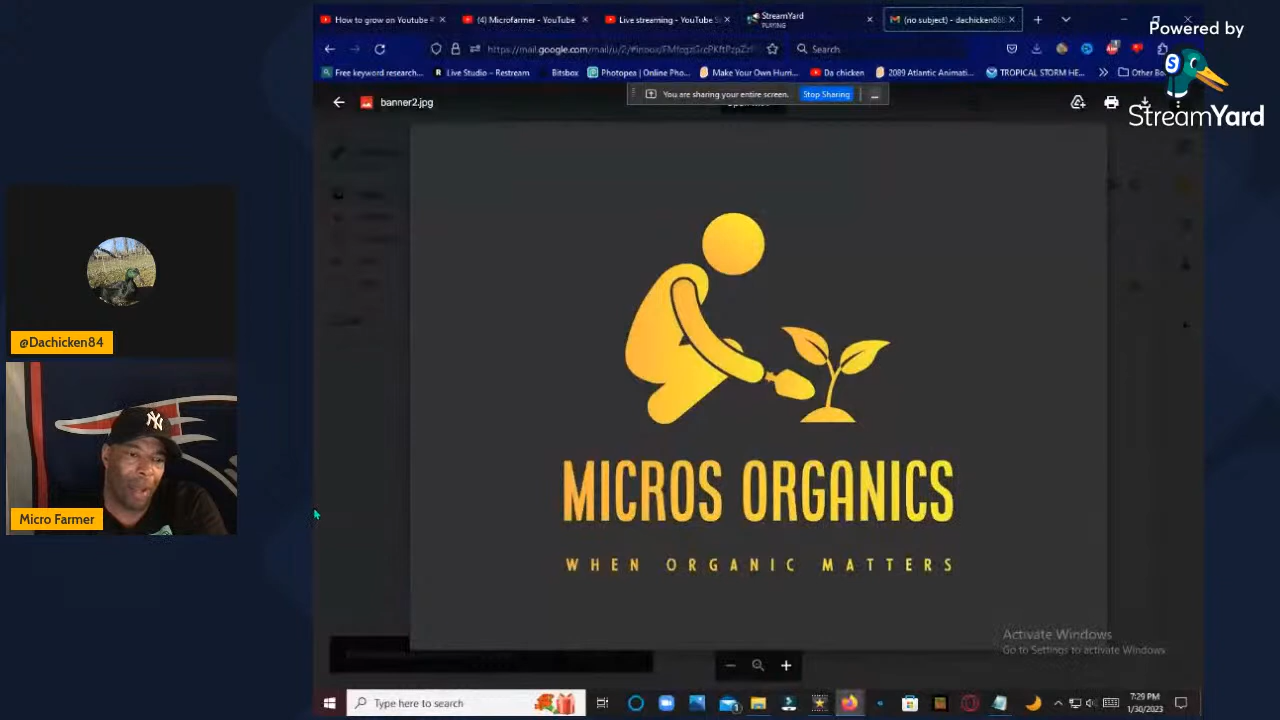 How to grow on Youtube
(4) Microfarmer - YouTube
Live streaming - YouTube S
StreamYard
PLAYING
(no subject) - dachicken868
Powered by
Search
Free keyword research...
Live Studio - Restream
Bitsbox
Photopea | Online Pho...
Make Your Own Hurri...
Da chicken
2089 Atlantic Animati...
TROPICAL STORM HE...
Other Bo
StreamYard
You are sharing your entire screen.
Stop Sharing
banner2.jpg
@Dachicken84
NY
Micro Farmer
MICROS ORGANICS
WHEN ORGANIC MATTERS
Activate Windows
Go to Settings to activate Windows
Type here to search
7:29 PM
1/30/2023